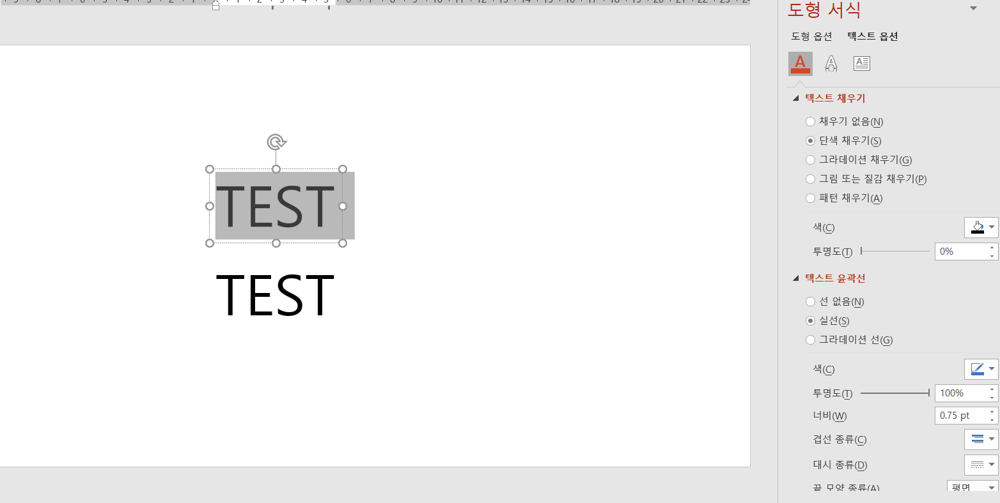 도형 서식
도형 옵션 텍스트 옵션
텍스트 채우기
채우기 없음(N)
단색 채우기(S)
그라데이션 채우기(G)
그림 또는 질감 채우기(P)
패턴 채우기(A)
색(C)
투명도(T) 0%
텍스트 윤곽선
선 없음(N)
실선(S)
그라데이션 선(G)
색(C)
투명도(T) 100%
너비(W) 0.75 pt
겹선 종류(C)
대시 종류(D)
끝 모양 종류(A) 평면
TEST
TEST